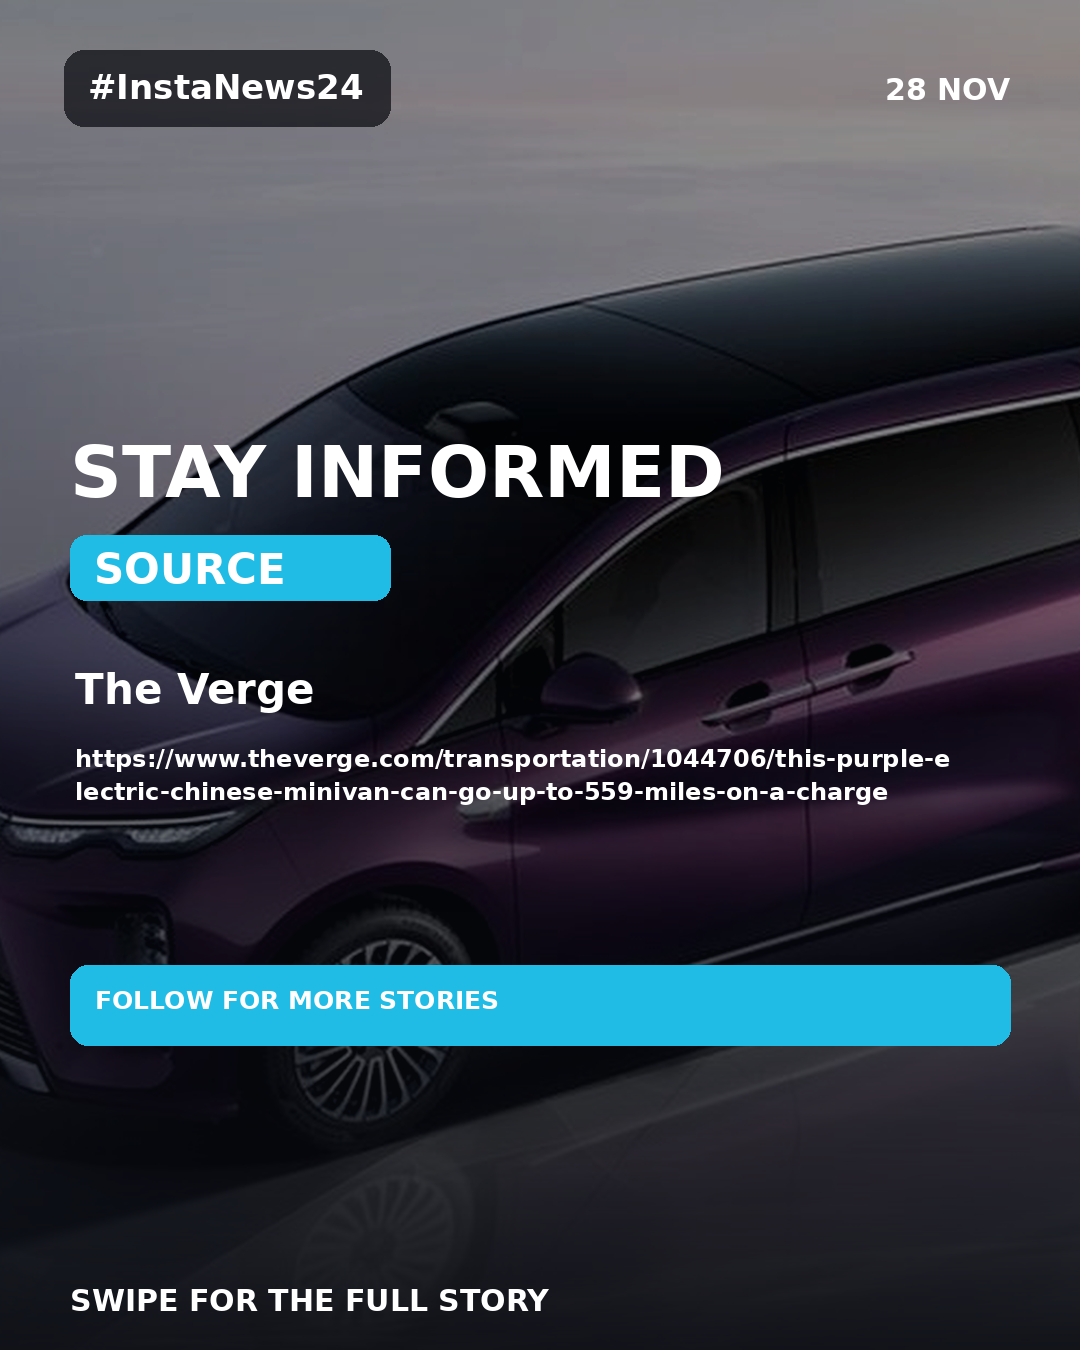 #InstaNews24
28 NOV
STAY INFORMED
SOURCE
The Verge
https://www.theverge.com/transportation/1044706/this-purple-e
lectric-chinese-minivan-can-go-up-to-559-miles-on-a-charge
FOLLOW FOR MORE STORIES
SWIPE FOR THE FULL STORY